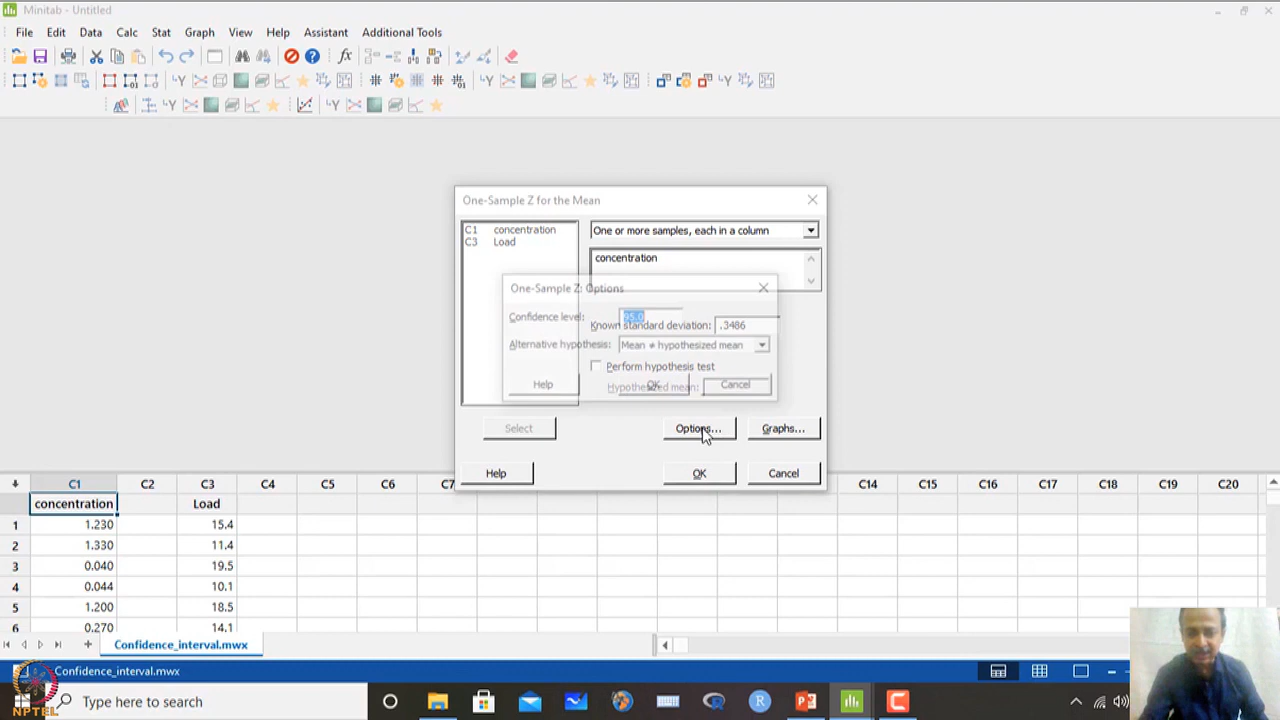 Minitab - Untitled
File Edit Data Calc Stat Graph View Help Assistant Additional Tools
One-Sample Z for the Mean
C1 concentration
C3 Load
One or more samples, each in a column
concentration
One-Sample Z: Options
Confidence level: 95.0
Known standard deviation: .3486
Alternative hypothesis: Mean ≠ hypothesized mean
Perform hypothesis test
Hypothesized mean:
Help OK Cancel
Select Options... Graphs...
Help OK Cancel
C1 C2 C3 C4 C5 C6 C7 C14 C15 C16 C17 C18 C19 C20
concentration Load
1 1.230 15.4
2 1.330 11.4
3 0.040 19.5
4 0.044 10.1
5 1.200 18.5
6 0.270 14.1
Confidence_interval.mwx
Confidence_interval.mwx
Type here to search
NPTEL